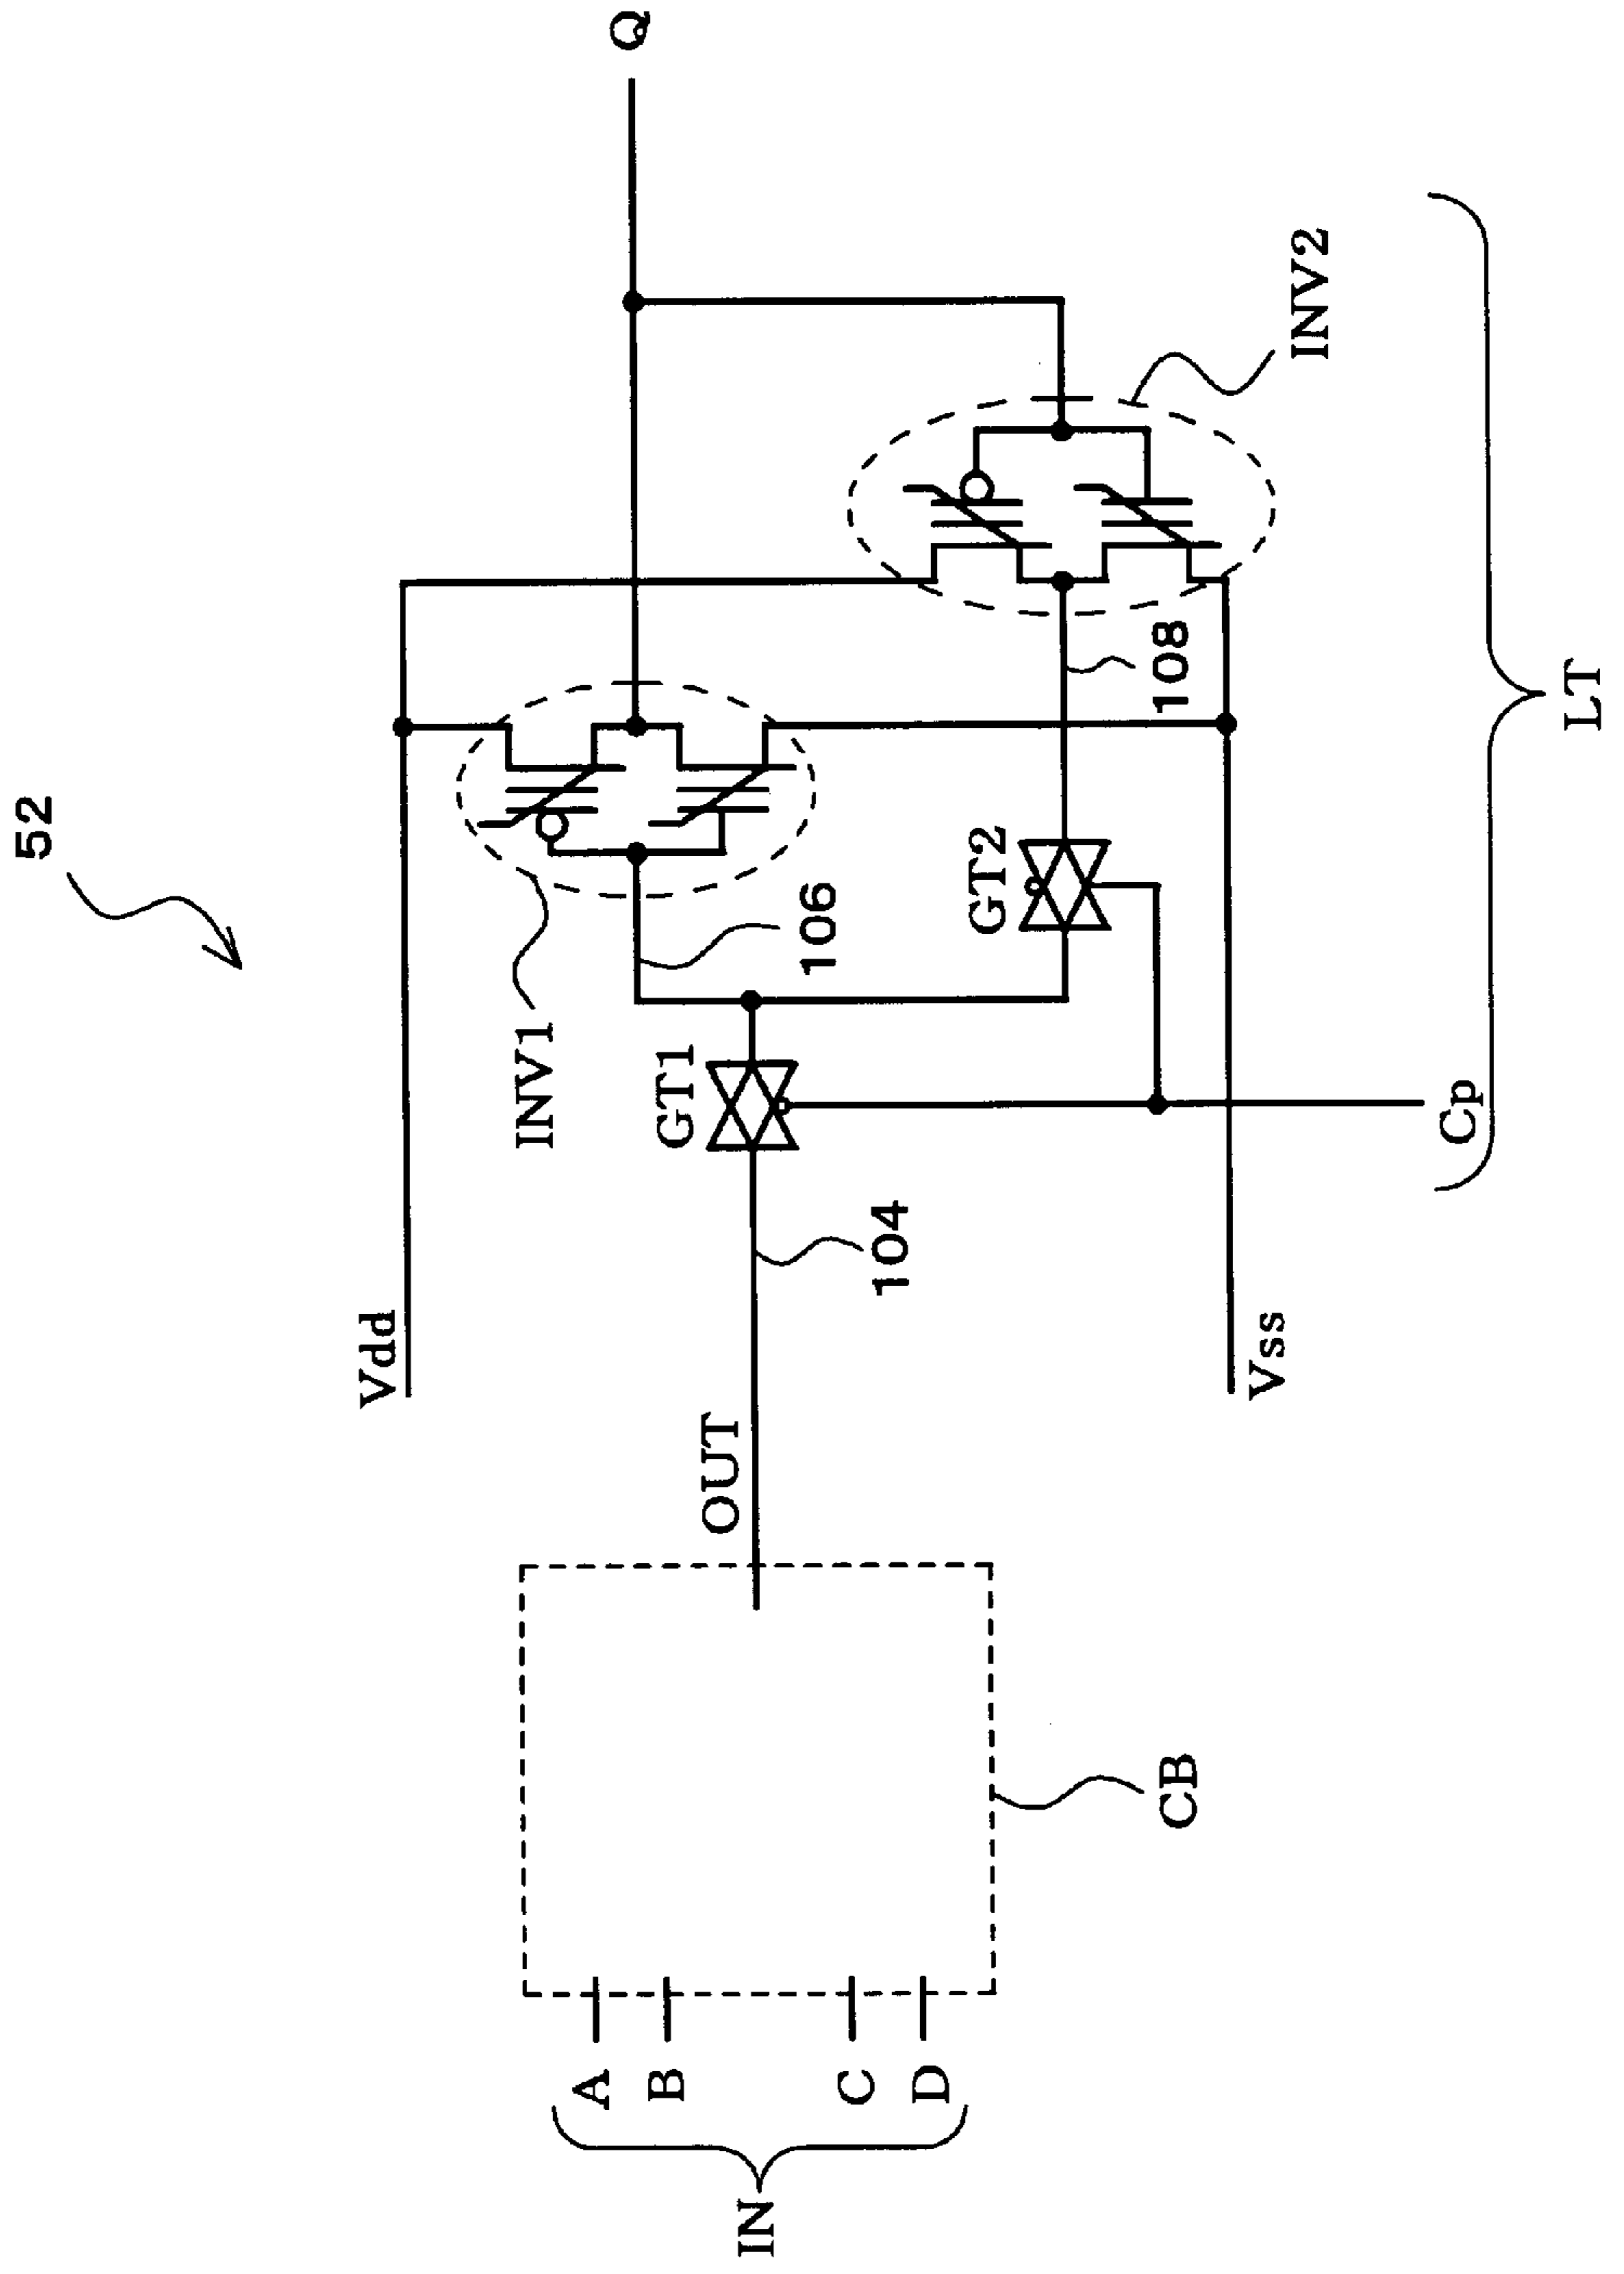 52
Vdd
Q
INV1
106
GT1
OUT
104
GT2
108
INV2
A
B
C
D
IN
CB
Vss
Cp
LT